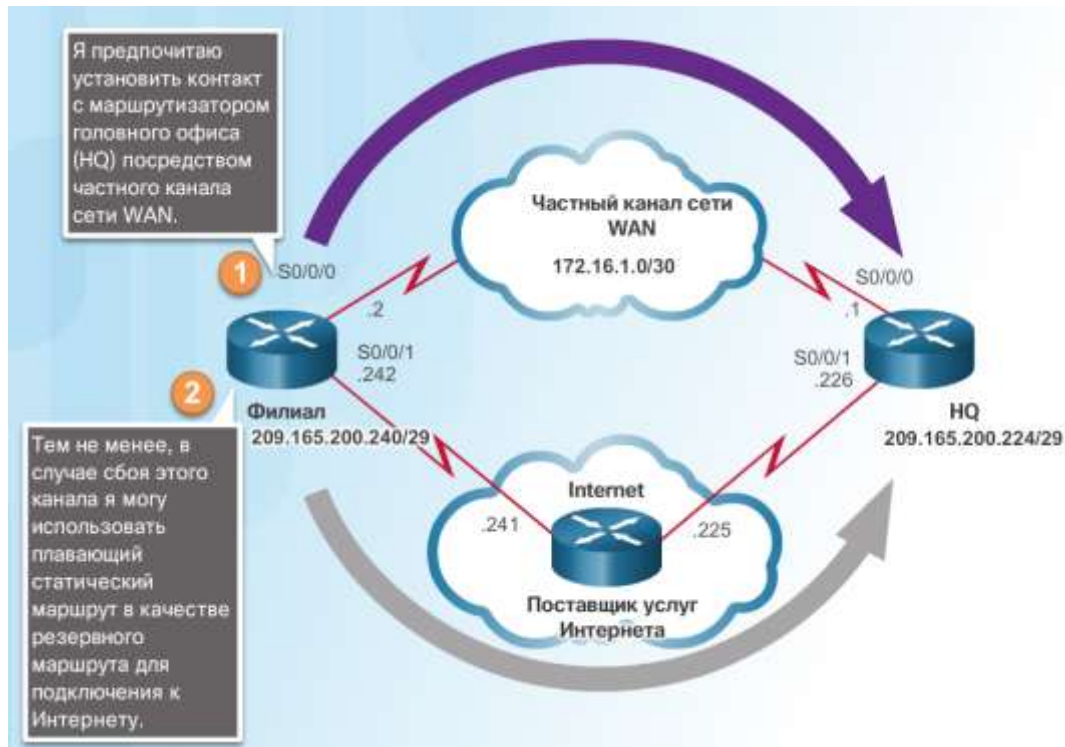 Я предпочитаю
установить контакт
с маршрутизатором
головного офиса
(HQ) посредством
частного канала
сети WAN.
Частный канал сети
WAN
172.16.1.0/30
1
S0/0/0
S0/0/0
.2
.1
S0/0/1
.242
S0/0/1
.226
2
Филиал
209.165.200.240/29
HQ
209.165.200.224/29
Тем не менее, в
случае сбоя этого
канала я могу
использовать
плавающий
статический
маршрут в качестве
резервного
маршрута для
подключения к
Интернету.
Internet
.241
.225
Поставщик услуг
Интернета